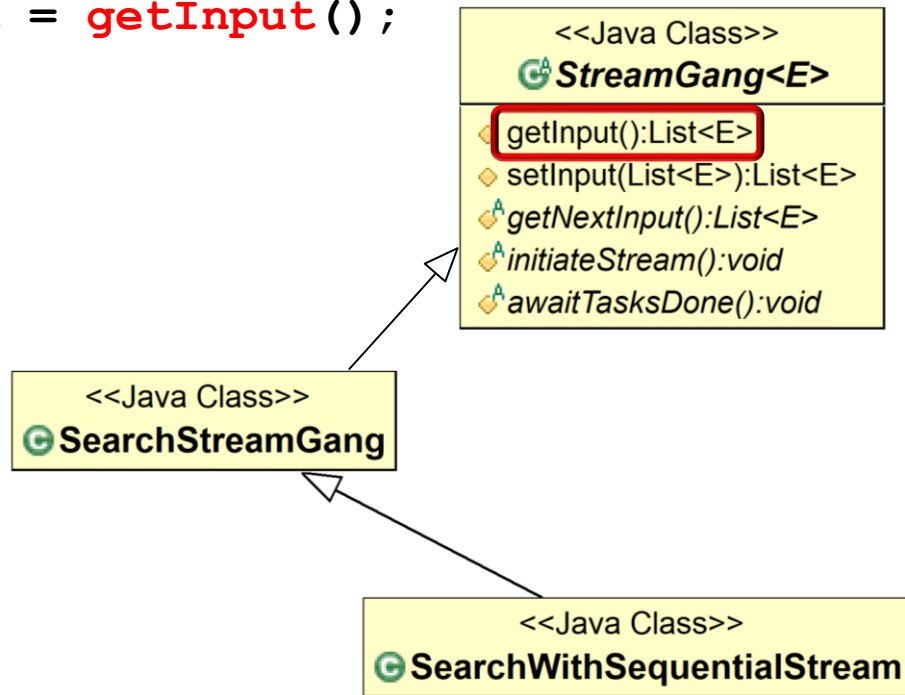 = getInput();
<<Java Class>>
StreamGang<E>
getInput():List<E>
setInput(List<E>):List<E>
getNextInput():List<E>
initiateStream():void
awaitTasksDone():void
<<Java Class>>
SearchStreamGang
<<Java Class>>
SearchWithSequentialStream